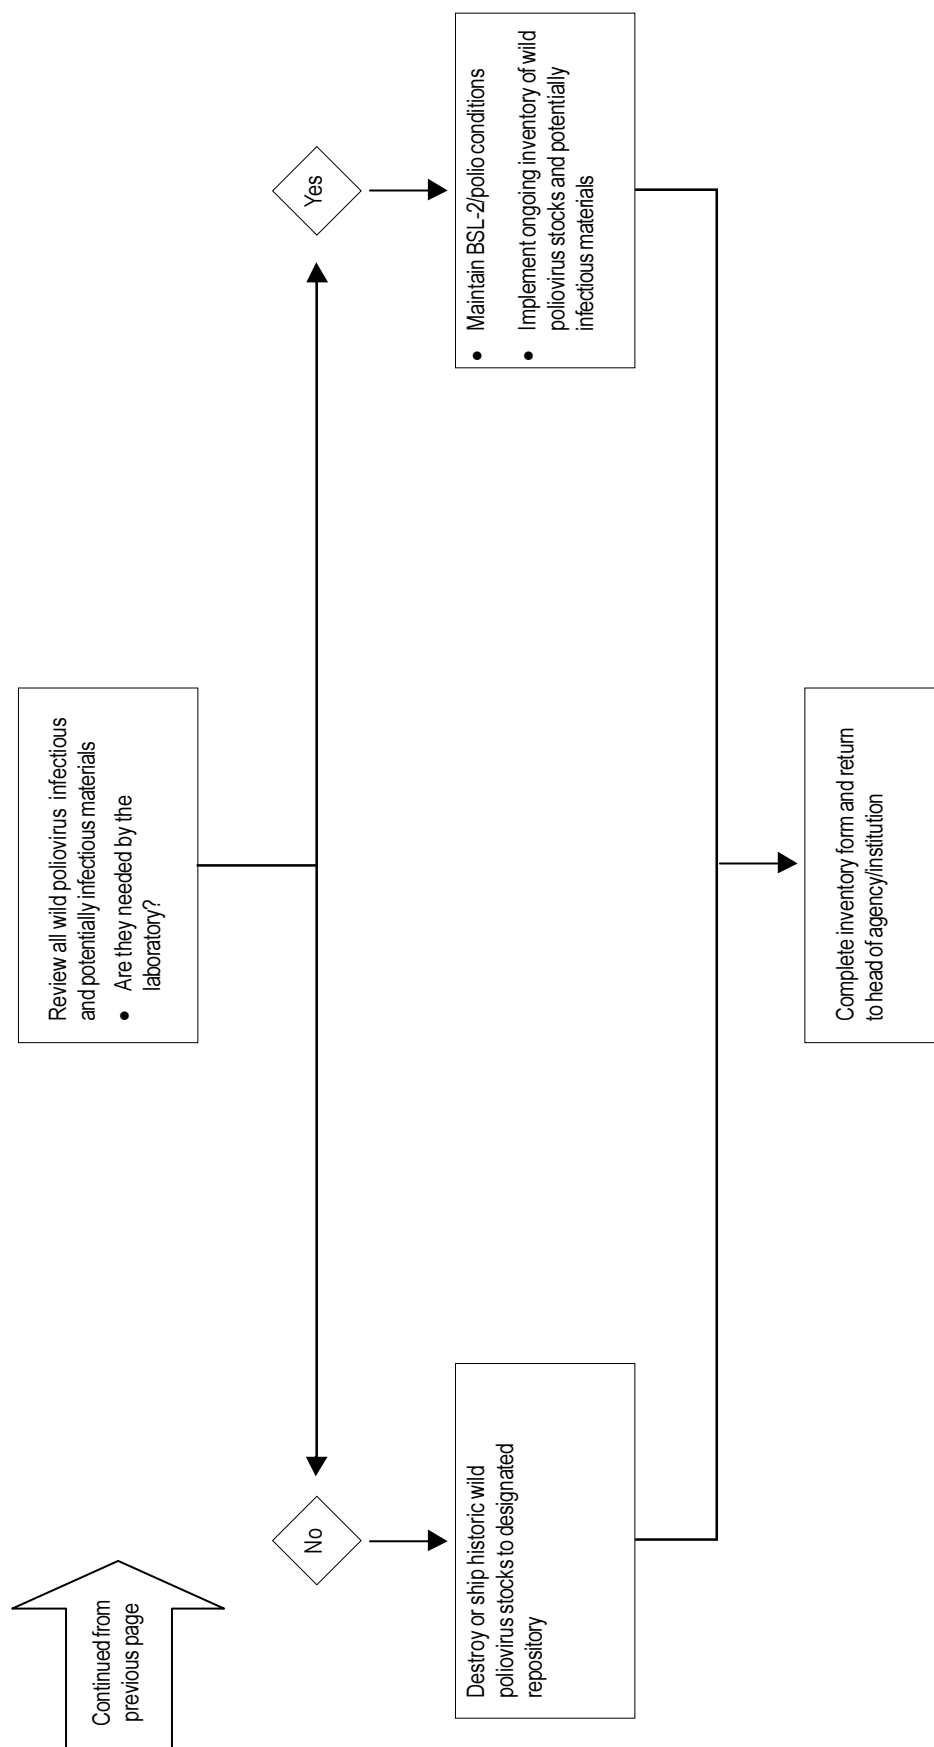 Continued from
previous page
Review all wild poliovirus infectious
and potentially infectious materials
• Are they needed by the
laboratory?
No
Yes
Destroy or ship historic wild
poliovirus stocks to designated
repository
• Maintain BSL-2/polio conditions
• Implement ongoing inventory of wild
poliovirus stocks and potentially
infectious materials
Complete inventory form and return
to head of agency/institution